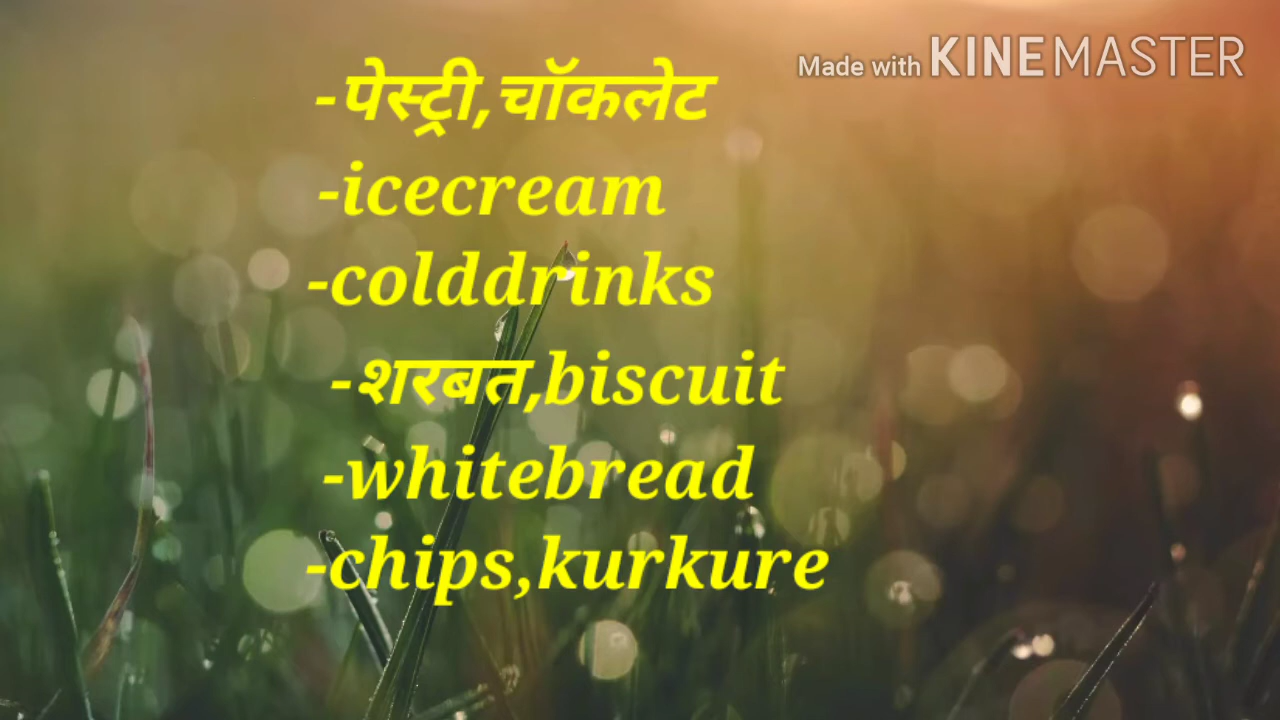 Made with KINEMASTER
-पेस्ट्री,चॉकलेट
-icecream
-colddrinks
-शरबत,biscuit
-whitebread
-chips,kurkure